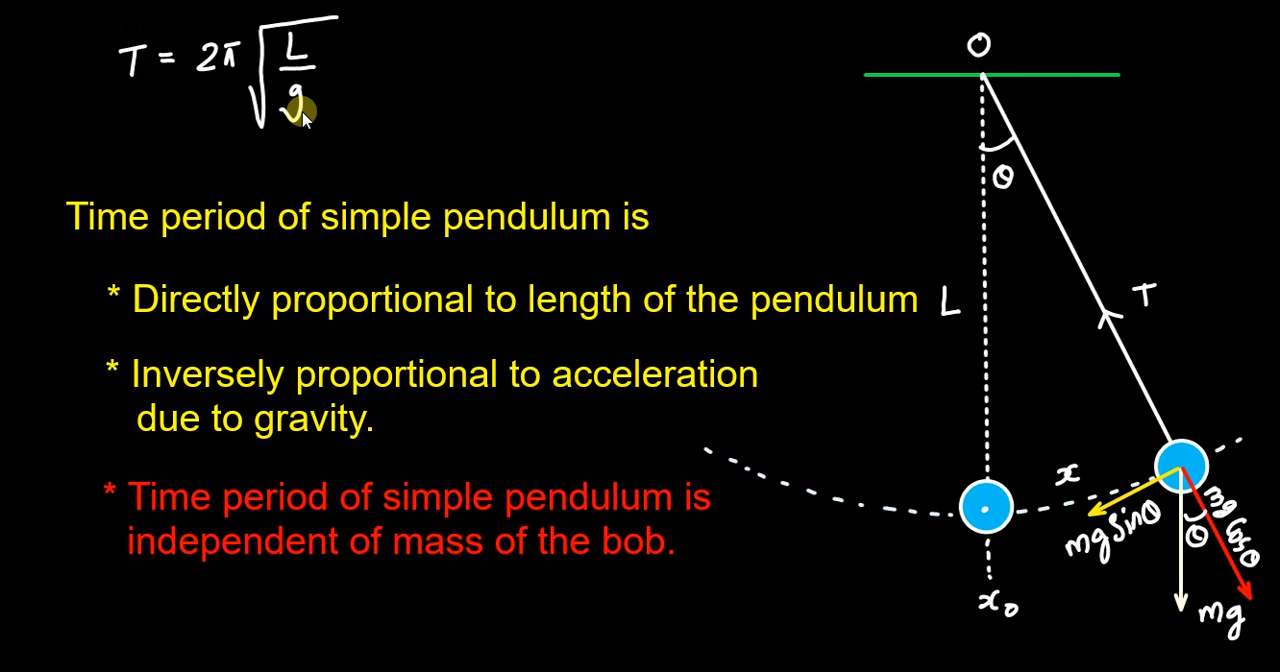 T = 2π √(L/g)
O
θ
Time period of simple pendulum is
* Directly proportional to length of the pendulum L
T
* Inversely proportional to acceleration
due to gravity.
x
mg Sinθ
θ
mg Cosθ
* Time period of simple pendulum is
independent of mass of the bob.
x₀
mg